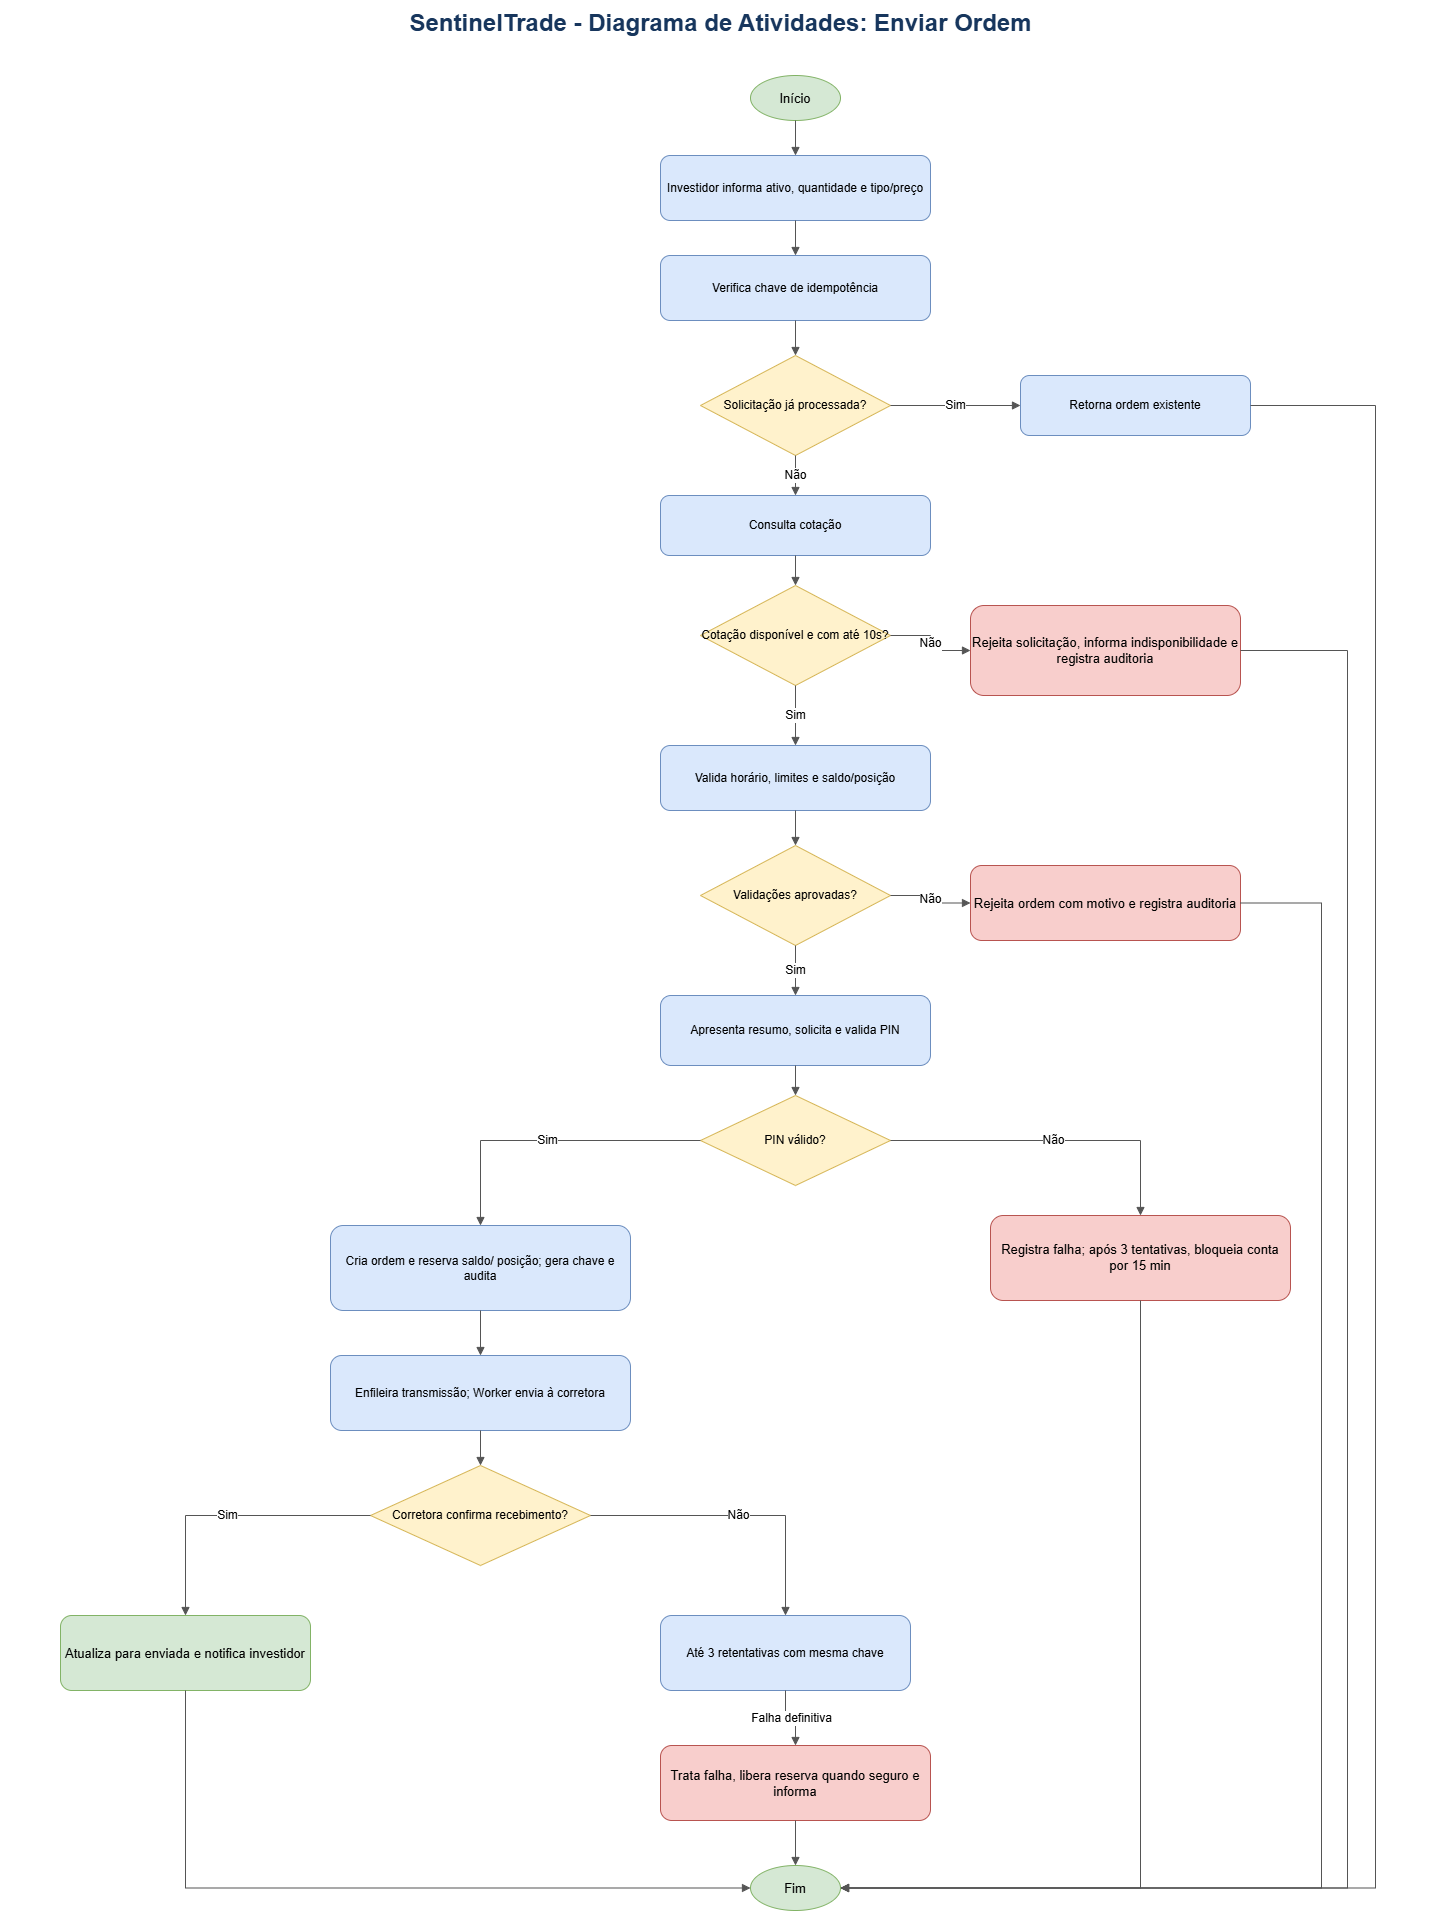 SentinelTrade - Diagrama de Atividades: Enviar Ordem
Início
Investidor informa ativo, quantidade e tipo/preço
Verifica chave de idempotência
Solicitação já processada?
Sim
Retorna ordem existente
Não
Consulta cotação
Cotação disponível e com até 10s?
Não
Rejeita solicitação, informa indisponibilidade e
registra auditoria
Sim
Valida horário, limites e saldo/posição
Validações aprovadas?
Não
Rejeita ordem com motivo e registra auditoria
Sim
Apresenta resumo, solicita e valida PIN
Sim
PIN válido?
Não
Cria ordem e reserva saldo/ posição; gera chave e
audita
Registra falha; após 3 tentativas, bloqueia conta
por 15 min
Enfileira transmissão; Worker envia à corretora
Sim
Corretora confirma recebimento?
Não
Atualiza para enviada e notifica investidor
Até 3 retentativas com mesma chave
Falha definitiva
Trata falha, libera reserva quando seguro e
informa
Fim